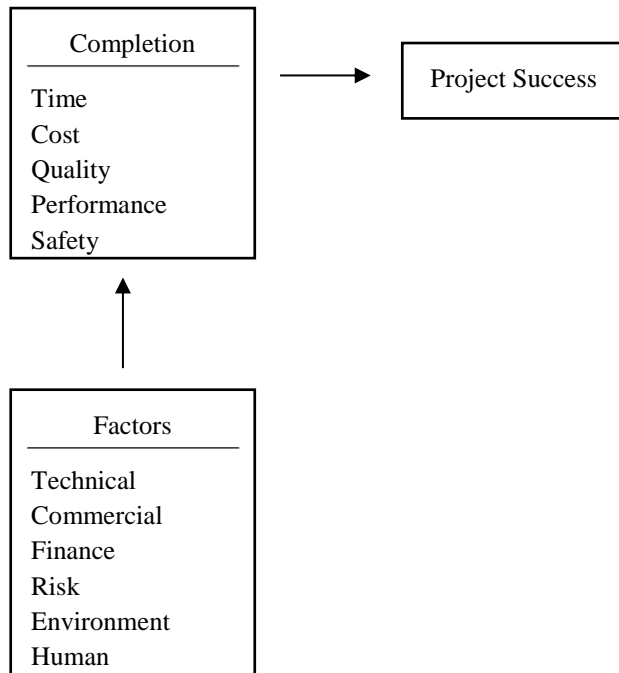 Completion
Time
Cost
Quality
Performance
Safety
Project Success
Factors
Technical
Commercial
Finance
Risk
Environment
Human